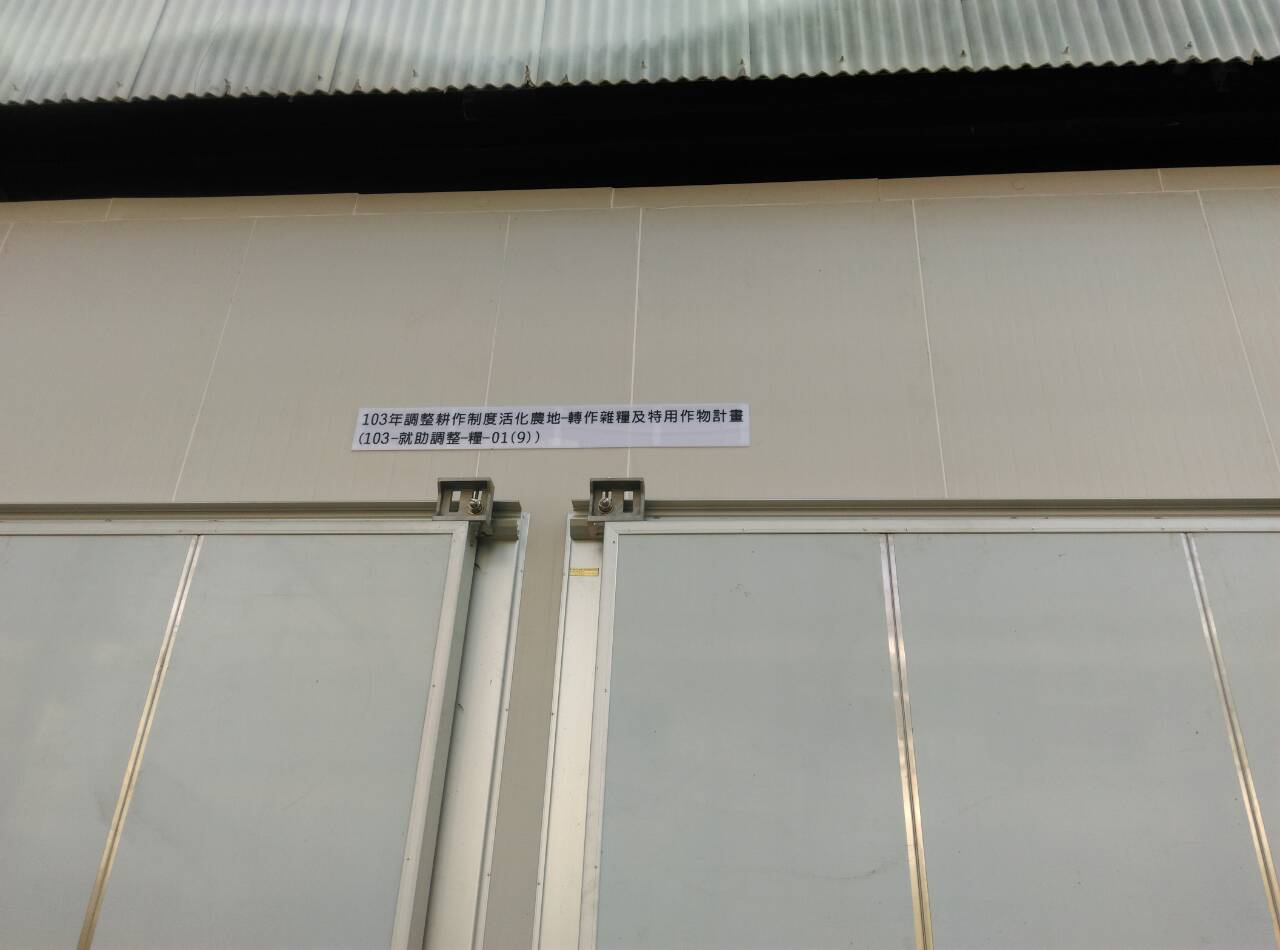 103年調整耕作制度活化農地-轉作雜糧及特用作物計畫
(103-就助調整-糧-01(9))